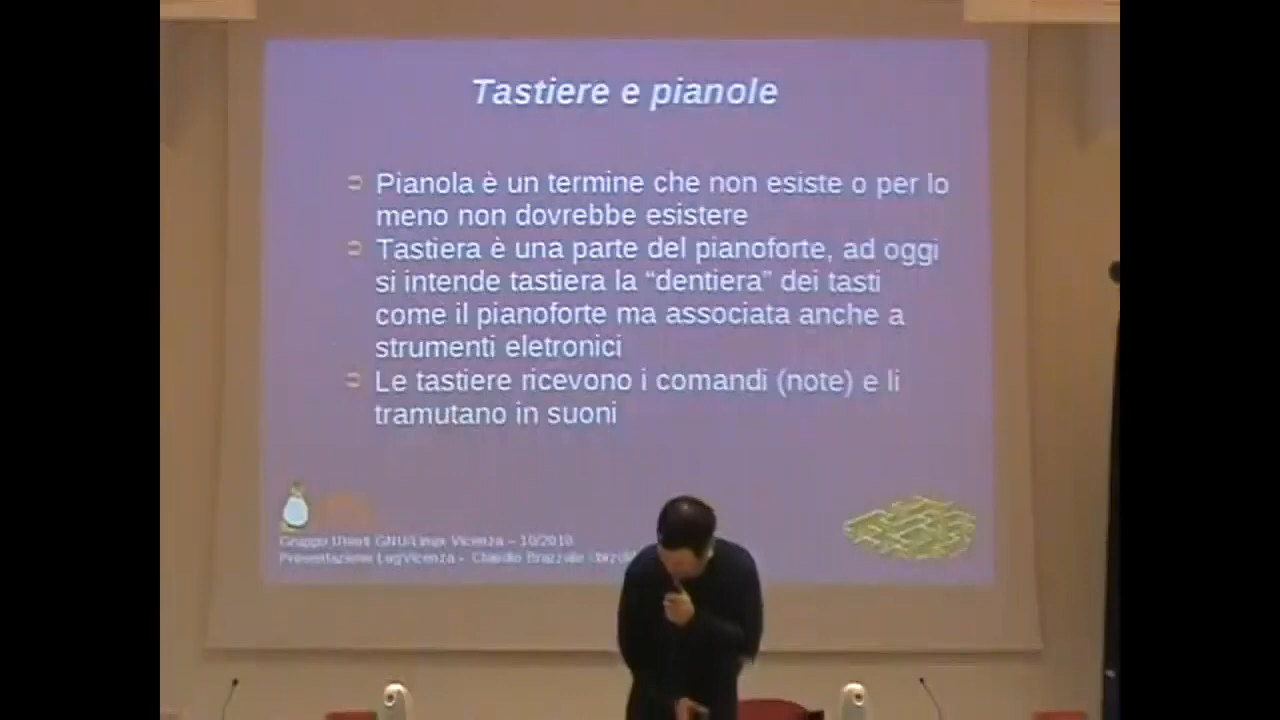 Tastiere e pianole
Pianola è un termine che non esiste o per lo
meno non dovrebbe esistere
Tastiera è una parte del pianoforte, ad oggi
si intende tastiera la “dentiera” dei tasti
come il pianoforte ma associata anche a
strumenti eletronici
Le tastiere ricevono i comandi (note) e li
tramutano in suoni
Gruppo Utenti GNU/Linux Vicenza – 10/2010
Presentazione LugVicenza - Claudio Brazzale